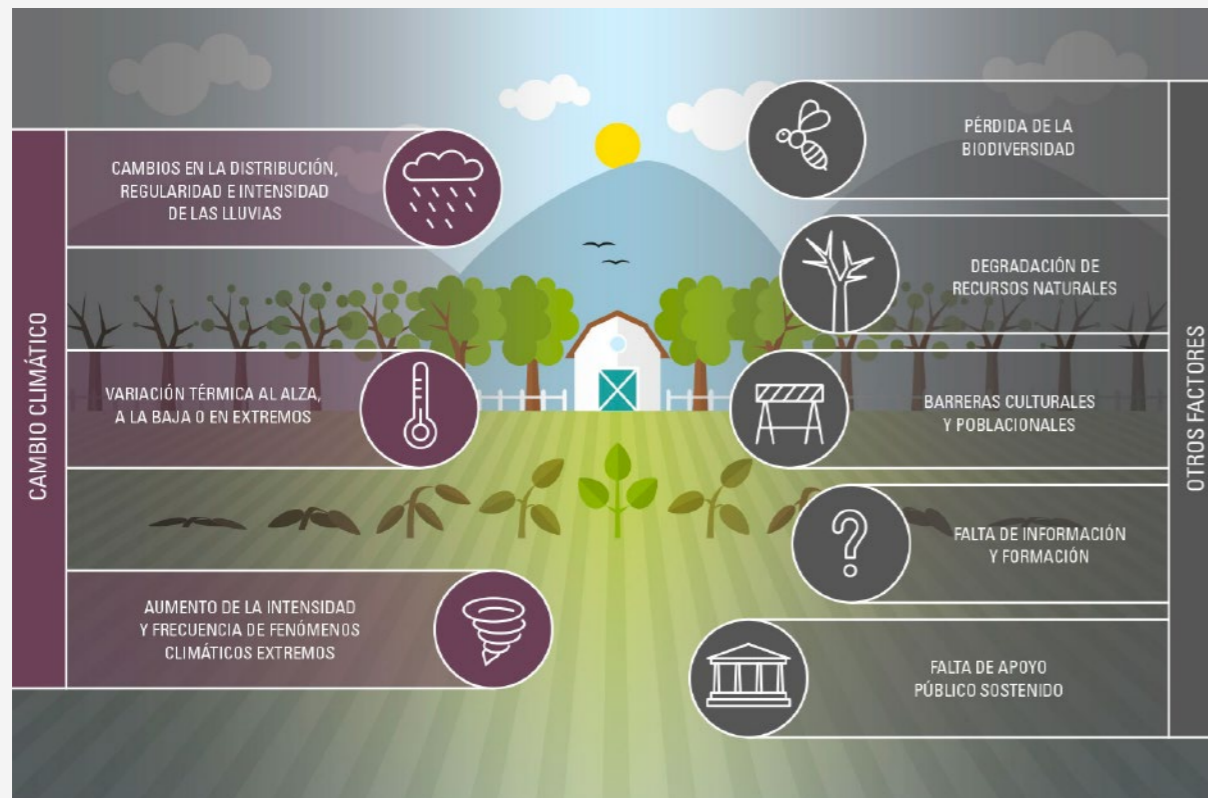 CAMBIO CLIMÁTICO
CAMBIOS EN LA DISTRIBUCIÓN,
REGULARIDAD E INTENSIDAD
DE LAS LLUVIAS
VARIACIÓN TÉRMICA AL ALZA,
A LA BAJA O EN EXTREMOS
AUMENTO DE LA INTENSIDAD
Y FRECUENCIA DE FENÓMENOS
CLIMÁTICOS EXTREMOS
OTROS FACTORES
PÉRDIDA DE LA
BIODIVERSIDAD
DEGRADACIÓN DE
RECURSOS NATURALES
BARRERAS CULTURALES
Y POBLACIONALES
?
FALTA DE INFORMACIÓN
Y FORMACIÓN
FALTA DE APOYO
PÚBLICO SOSTENIDO